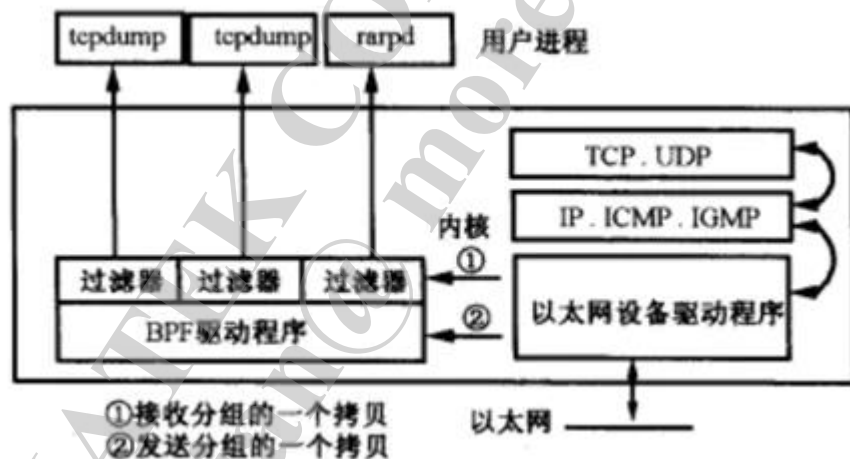 tcpdump tcpdump rarpd 用户进程
TCP . UDP
IP . ICMP . IGMP
内核
①
过滤器 过滤器 过滤器
以太网设备驱动程序
②
BPF驱动程序
①接收分组的一个拷贝
②发送分组的一个拷贝
以太网